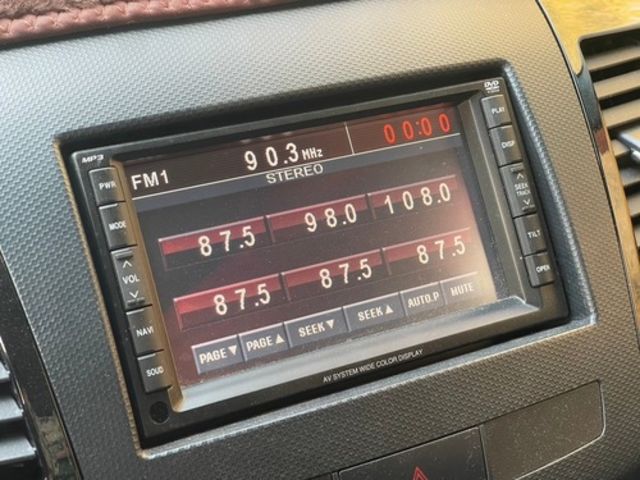 MP3
DVD
FM1 90.3 MHz 00:00
STEREO
87.5 98.0 108.0
87.5 87.5 87.5
PAGE ▼ PAGE ▲ SEEK ▼ SEEK ▲ AUTO.P MUTE
PWR
MODE
VOL
NAVI
SOUD
PLAY
DISP
SEEK
TRACK
TILT
OPEN
AV SYSTEM WIDE COLOR DISPLAY